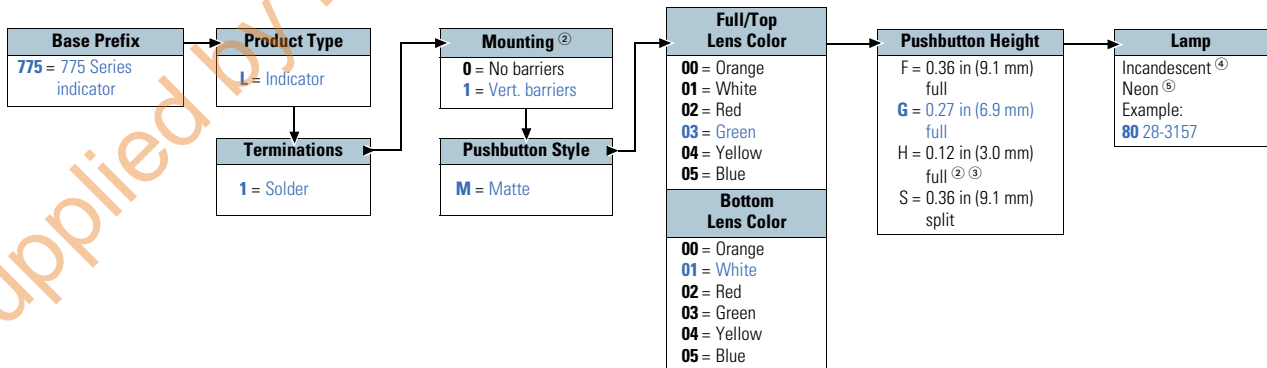 Base Prefix
775 = 775 Series
indicator
Product Type
L = Indicator
Terminations
1 = Solder
Mounting ②
0 = No barriers
1 = Vert. barriers
Pushbutton Style
M = Matte
Full/Top
Lens Color
00 = Orange
01 = White
02 = Red
03 = Green
04 = Yellow
05 = Blue
Bottom
Lens Color
00 = Orange
01 = White
02 = Red
03 = Green
04 = Yellow
05 = Blue
Pushbutton Height
F = 0.36 in (9.1 mm)
full
G = 0.27 in (6.9 mm)
full
H = 0.12 in (3.0 mm)
full ② ③
S = 0.36 in (9.1 mm)
split
Lamp
Incandescent ④
Neon ⑤
Example:
80 28-3157